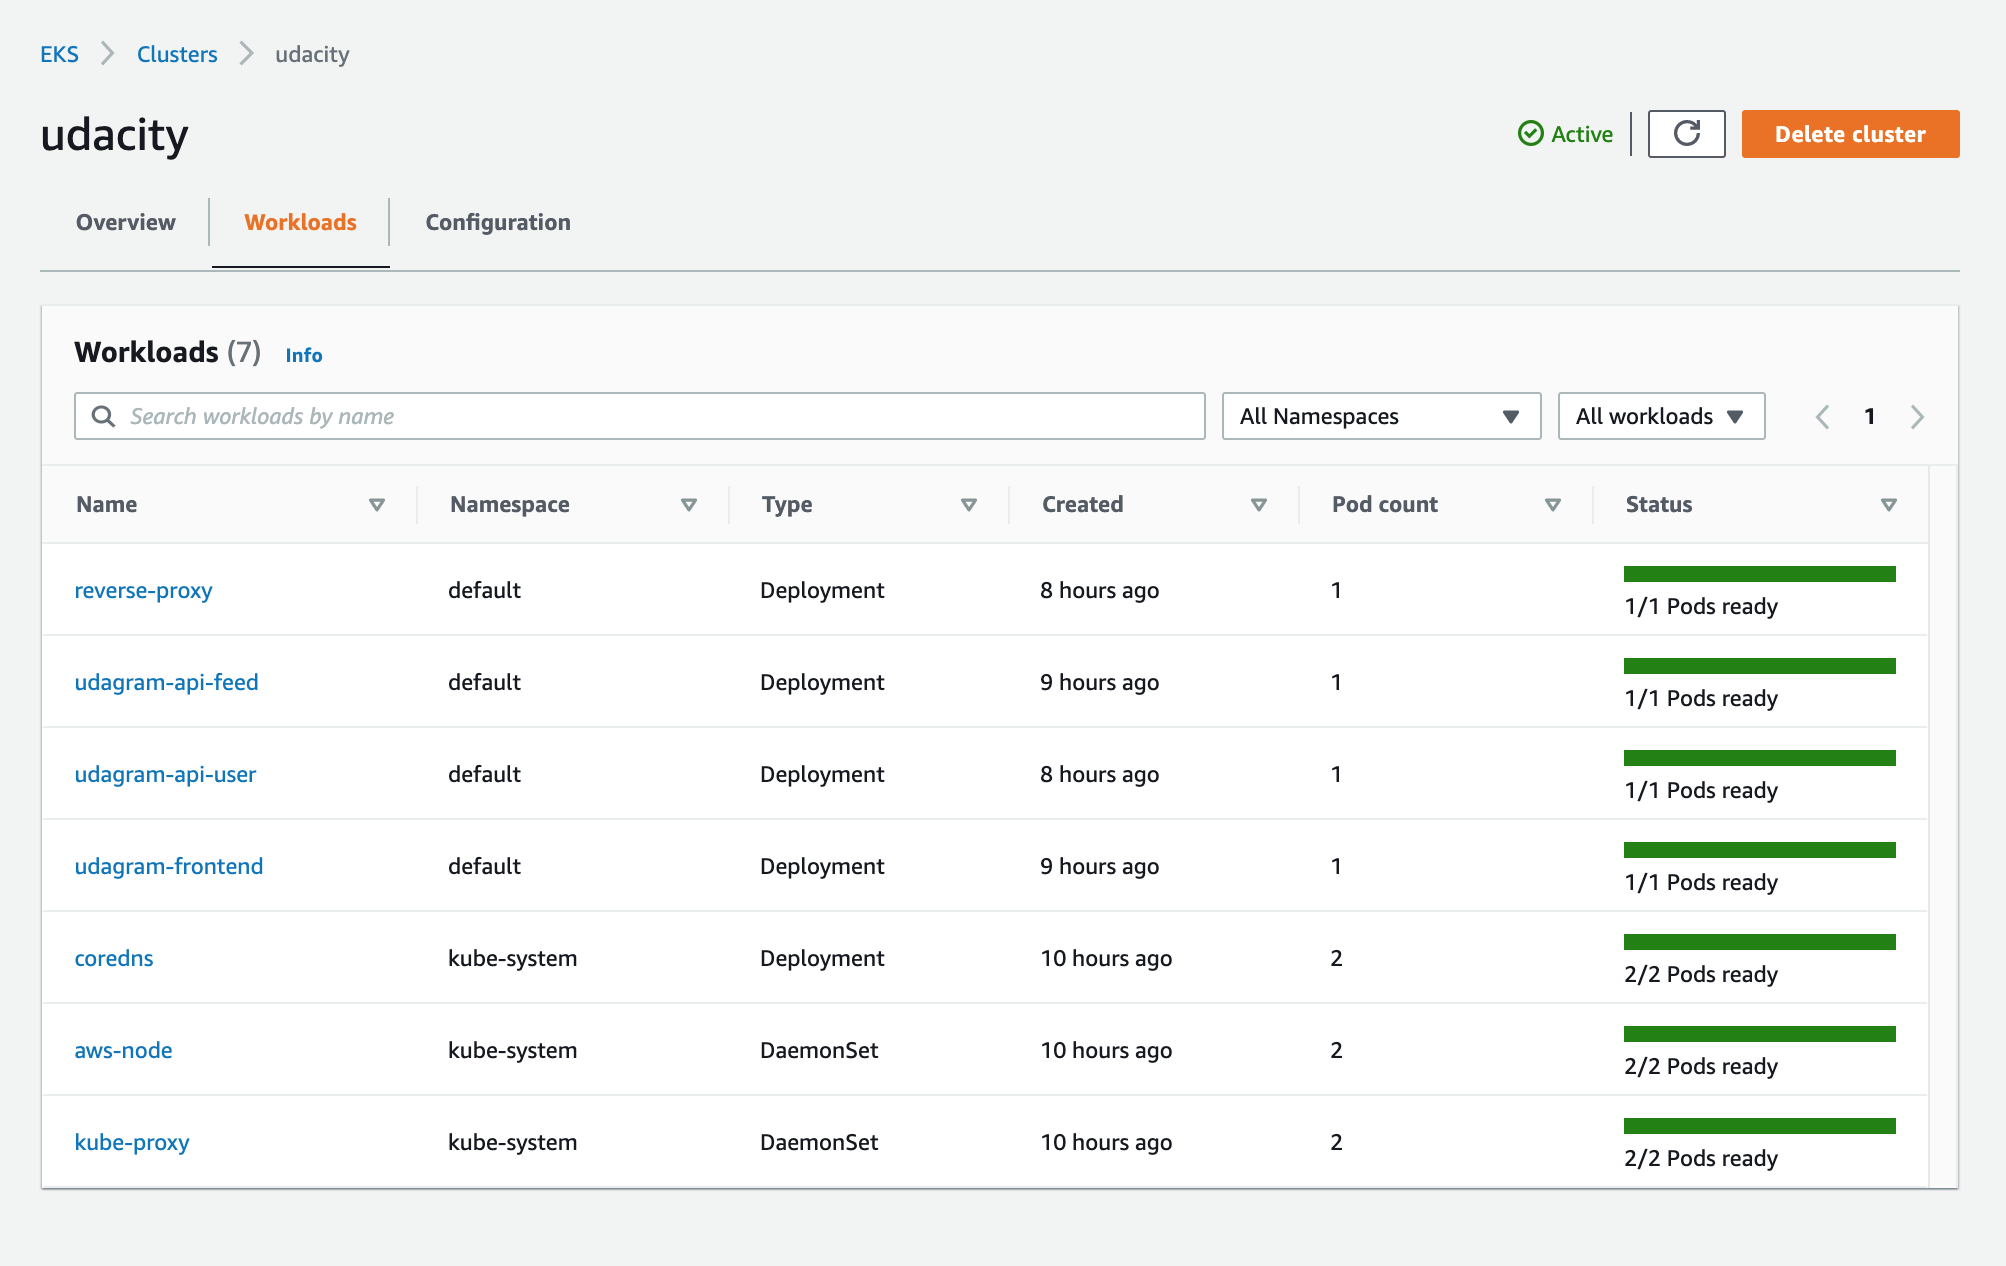 EKS Clusters udacity
udacity
Active Delete cluster
Overview Workloads Configuration
Workloads (7) Info
Search workloads by name All Namespaces All workloads 1
Name Namespace Type Created Pod count Status
reverse-proxy default Deployment 8 hours ago 1 1/1 Pods ready
udagram-api-feed default Deployment 9 hours ago 1 1/1 Pods ready
udagram-api-user default Deployment 8 hours ago 1 1/1 Pods ready
udagram-frontend default Deployment 9 hours ago 1 1/1 Pods ready
coredns kube-system Deployment 10 hours ago 2 2/2 Pods ready
aws-node kube-system DaemonSet 10 hours ago 2 2/2 Pods ready
kube-proxy kube-system DaemonSet 10 hours ago 2 2/2 Pods ready